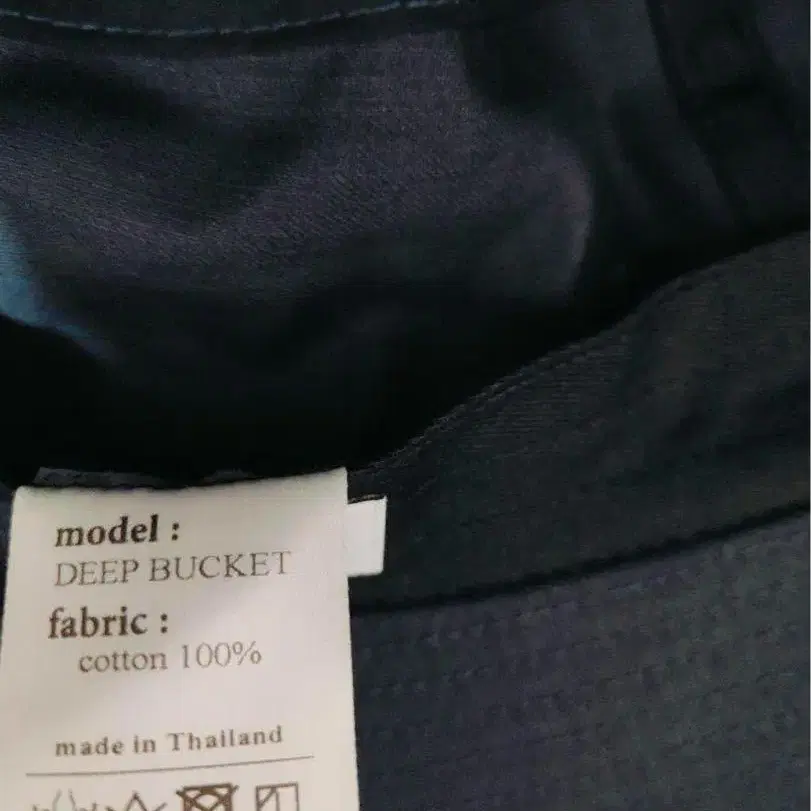 model :
DEEP BUCKET
fabric :
cotton 100%
made in Thailand